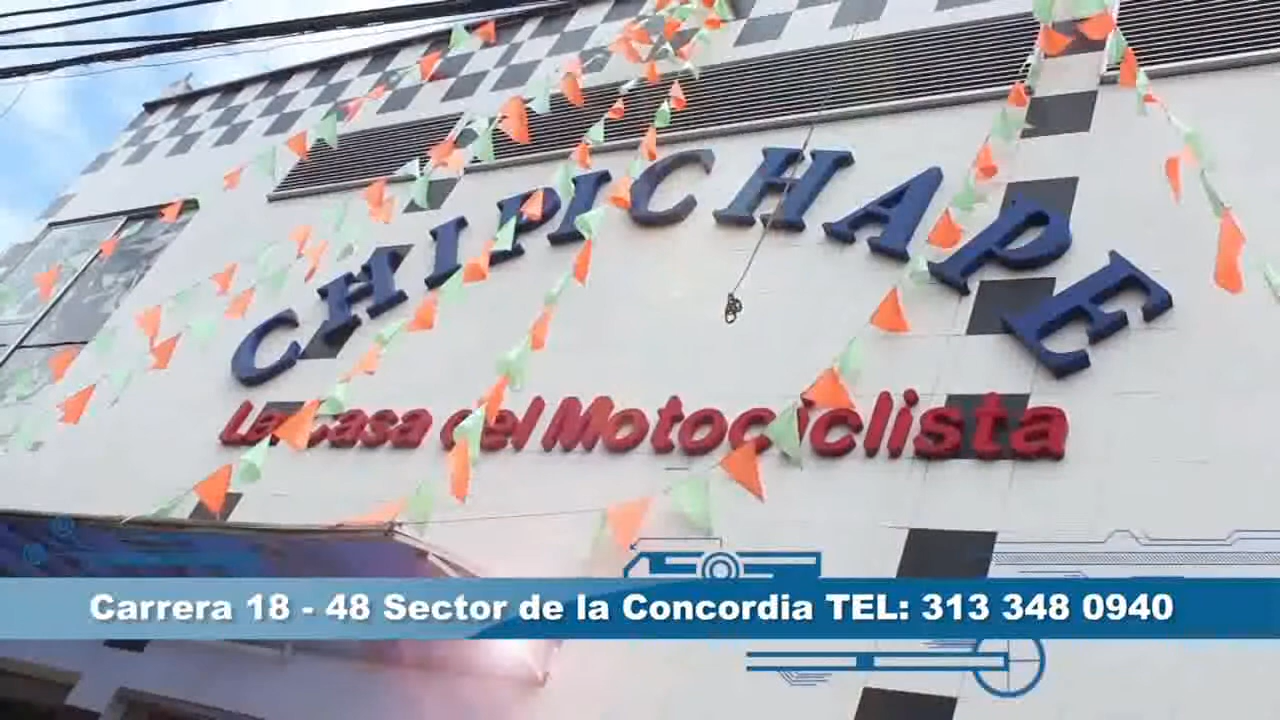 CHIPICHAPE
La Casa del Motociclista
Carrera 18 - 48 Sector de la Concordia TEL: 313 348 0940